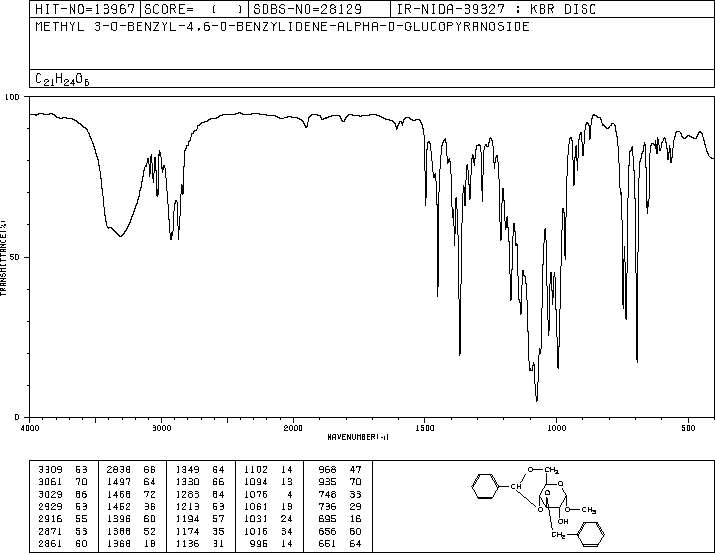 HIT-NO=13967 SCORE= ( ) SDBS-NO=28129 IR-NIDA-39327 : KBR DISC
METHYL 3-O-BENZYL-4,6-O-BENZYLIDENE-ALPHA-D-GLUCOPYRANOSIDE
C21H24O6
100
50
0
TRANSMITTANCE(%)
4000 3000 2000 1500 1000 500
WAVENUMBER(-1)
3309 53 2838 66 1349 64 1102 14 968 47
3061 70 1497 64 1330 66 1094 13 935 70
3029 86 1468 72 1283 84 1076 4 748 33
2929 53 1452 36 1213 53 1061 19 736 29
2916 55 1396 60 1194 57 1031 24 695 16
2871 53 1388 52 1174 35 1016 34 656 60
2861 60 1368 18 1136 31 996 14 651 64
O CH2
CH O
O O
O CH3
OH
CH2 O